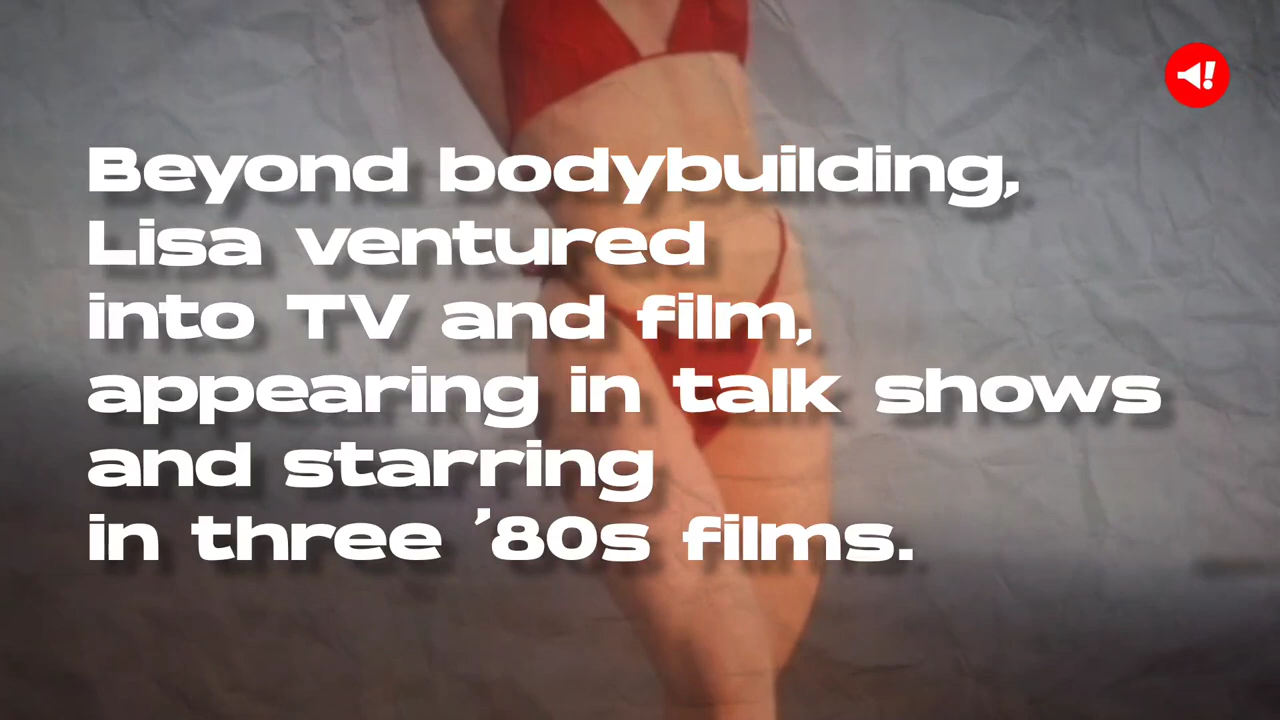 Beyond bodybuilding,
Lisa ventured
into TV and film,
appearing in talk shows
and starring
in three ’80s films.